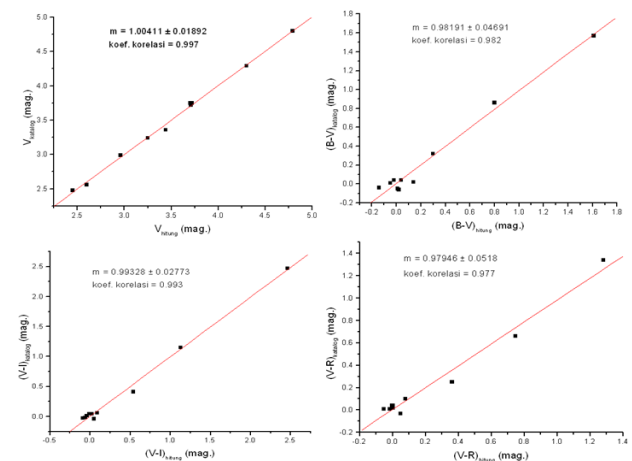 m = 1.00411 ± 0.01892
koef. korelasi = 0.997
5.0
4.5
4.0
3.5
3.0
2.5
V katalog (mag.)
2.5 3.0 3.5 4.0 4.5 5.0
V hitung (mag.)
m = 0.98191 ± 0.04691
koef. korelasi = 0.982
1.8
1.6
1.4
1.2
1.0
0.8
0.6
0.4
0.2
0.0
-0.2
(B-V) katalog (mag.)
-0.2 0.0 0.2 0.4 0.6 0.8 1.0 1.2 1.4 1.6 1.8
(B-V) hitung (mag.)
m = 0.99328 ± 0.02773
koef. korelasi = 0.993
2.5
2.0
1.5
1.0
0.5
0.0
(V-I) katalog (mag.)
-0.5 0.0 0.5 1.0 1.5 2.0 2.5
(V-I) hitung (mag.)
m = 0.97946 ± 0.0518
koef. korelasi = 0.977
1.4
1.2
1.0
0.8
0.6
0.4
0.2
0.0
-0.2
(V-R) katalog (mag.)
-0.2 0.0 0.2 0.4 0.6 0.8 1.0 1.2 1.4
(V-R) hitung (mag.)